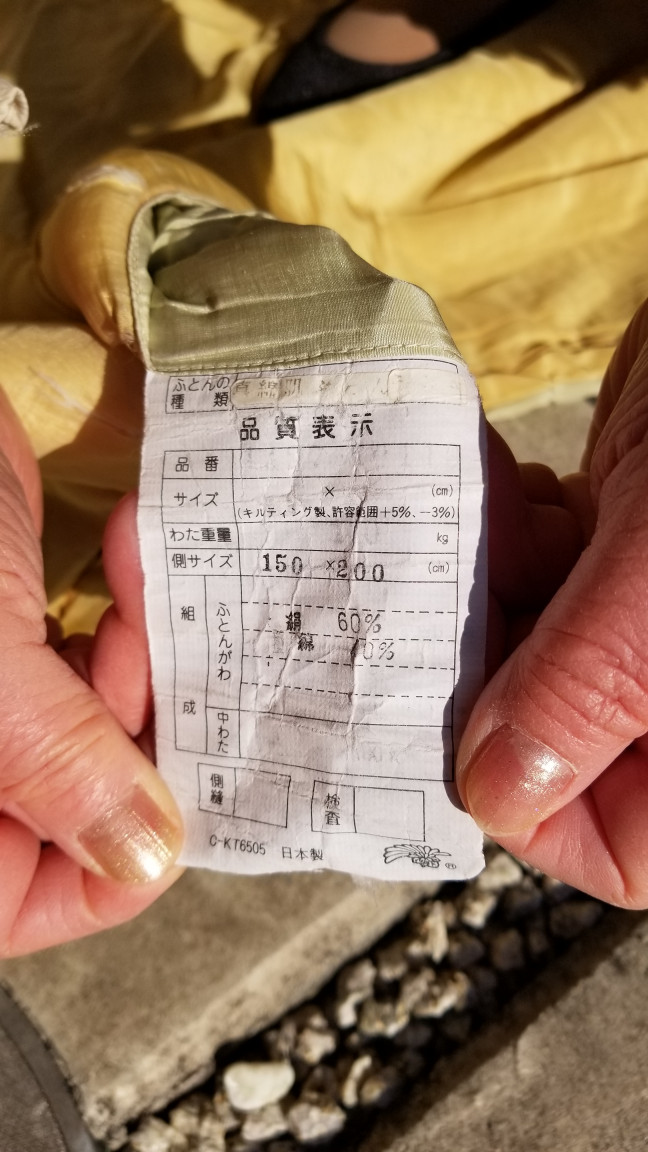 ふとんの
種類
品質表示
品番
サイズ × (cm)
(キルティング製、許容範囲+5%、-3%)
わた重量 kg
側サイズ 150 ×200 (cm)
組成
ふとんがわ
絹 60%
綿
中わた
側縫 検査
C-KT6505 日本製